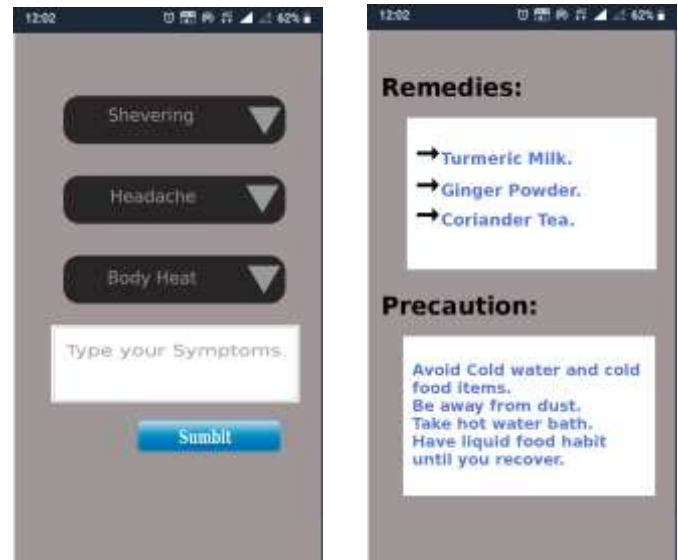 12:02
62%
Shevering
Headache
Body Heat
Type your Symptoms.
Sumbit
12:02
62%
Remedies:
→Turmeric Milk.
→Ginger Powder.
→Coriander Tea.
Precaution:
Avoid Cold water and cold
food items.
Be away from dust.
Take hot water bath.
Have liquid food habit
until you recover.